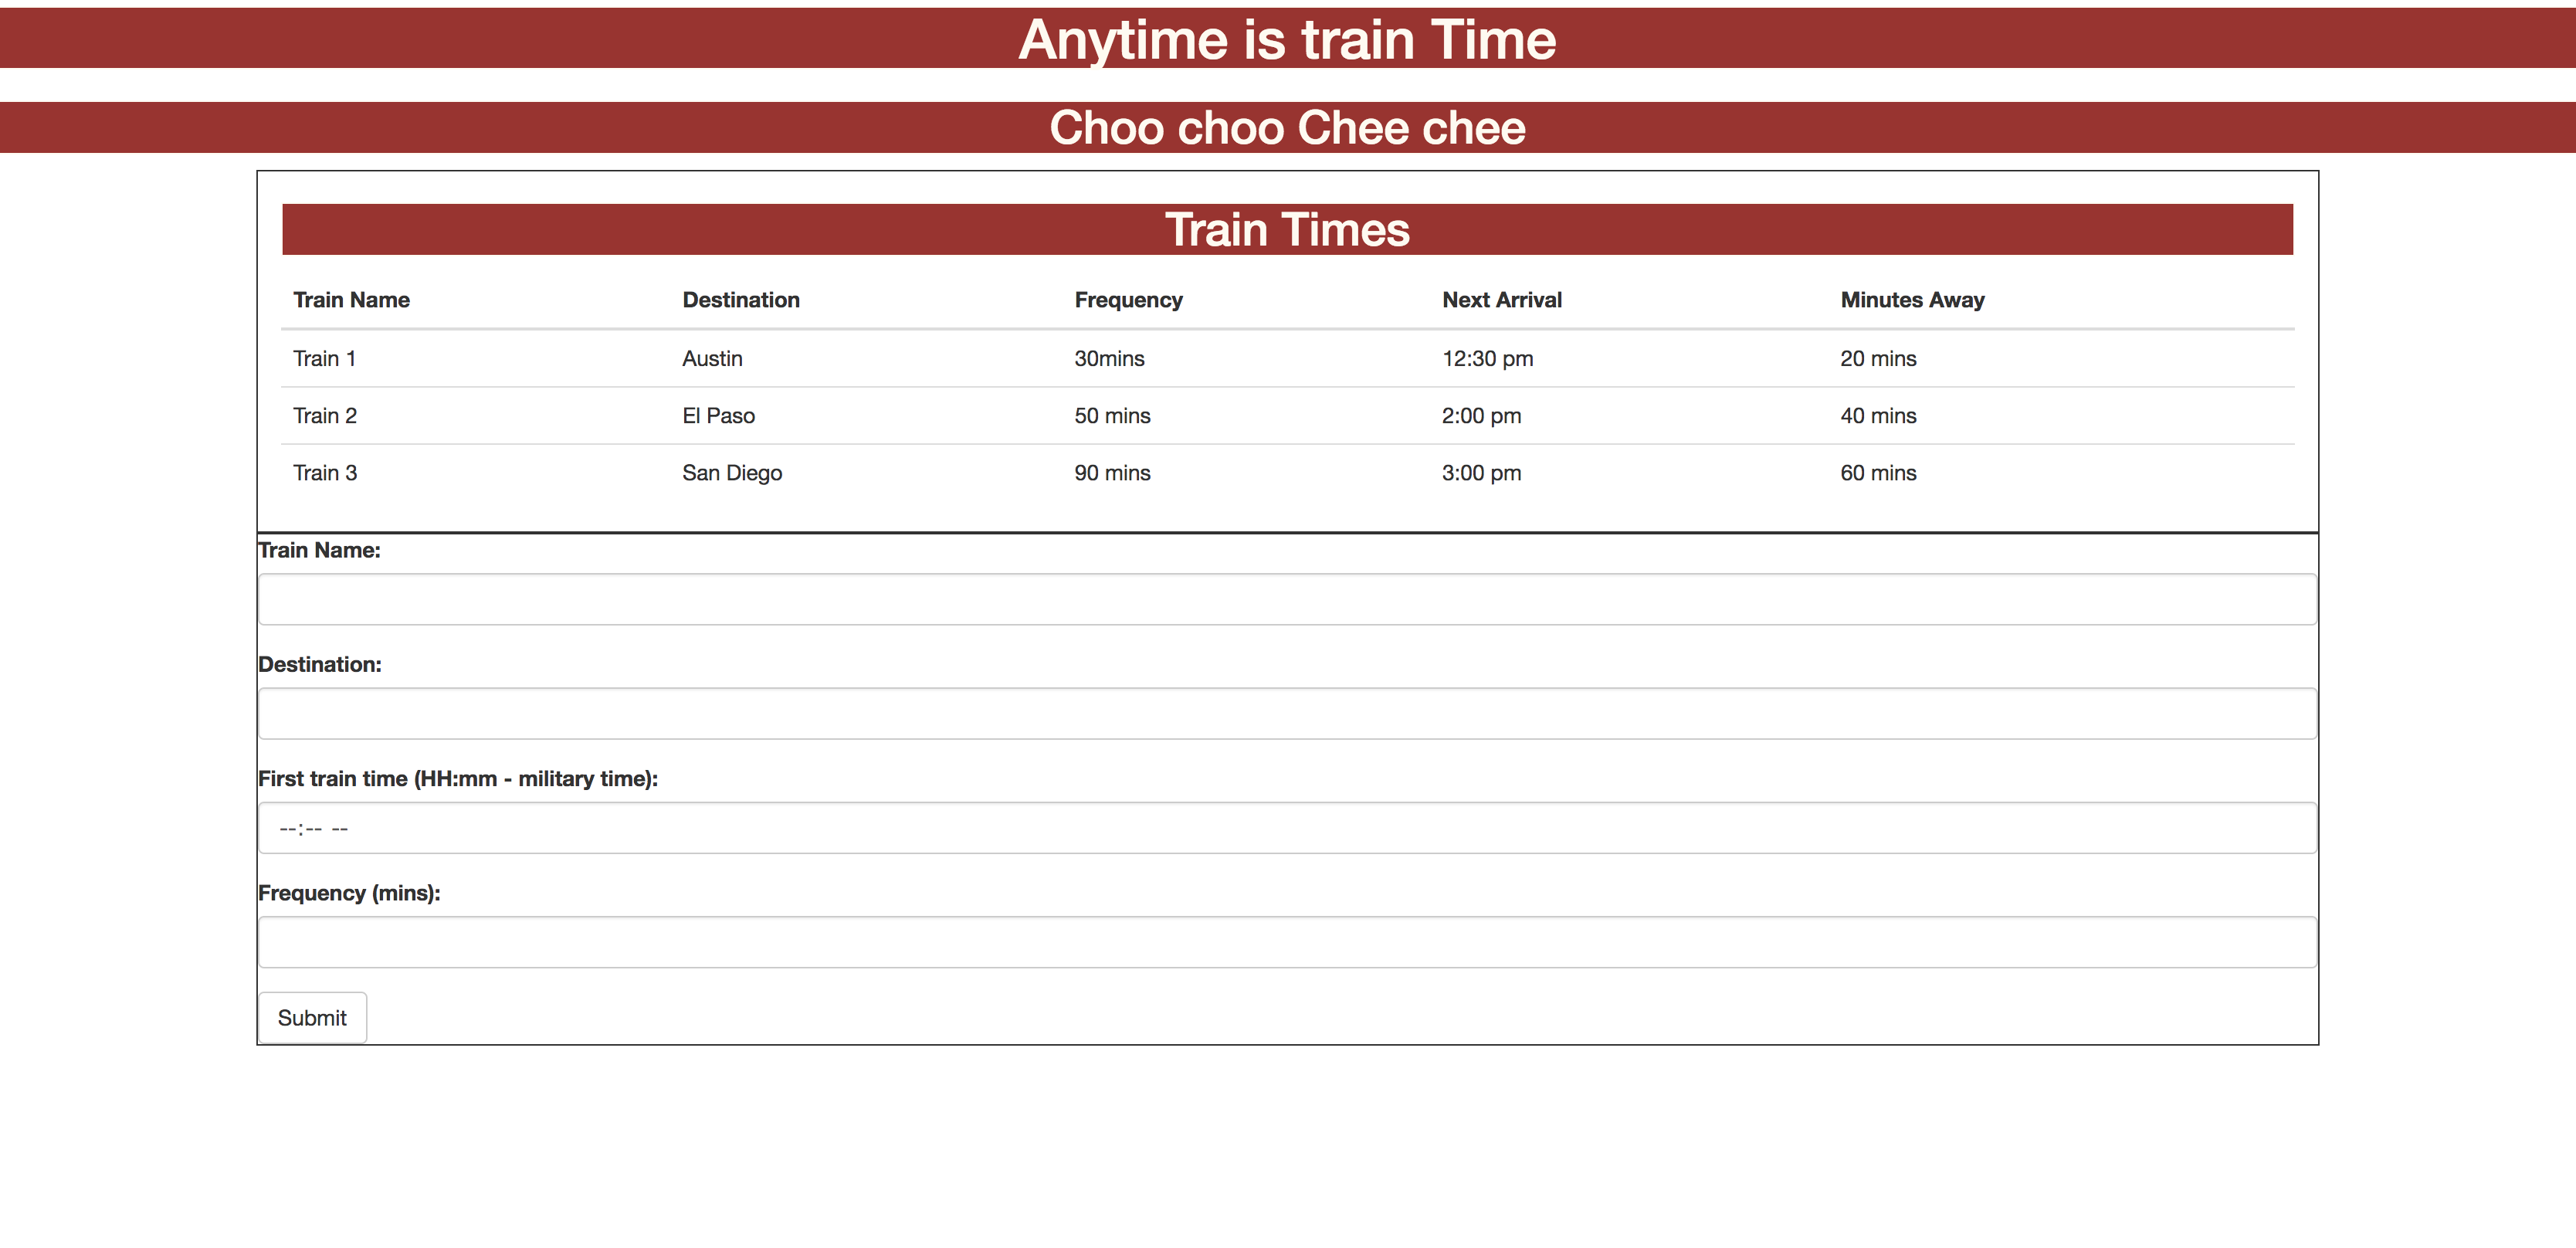 Anytime is train Time
Choo choo Chee chee
Train Times
Train Name Destination Frequency Next Arrival Minutes Away
Train 1 Austin 30mins 12:30 pm 20 mins
Train 2 El Paso 50 mins 2:00 pm 40 mins
Train 3 San Diego 90 mins 3:00 pm 60 mins
Train Name:
Destination:
First train time (HH:mm - military time):
--:-- --
Frequency (mins):
Submit